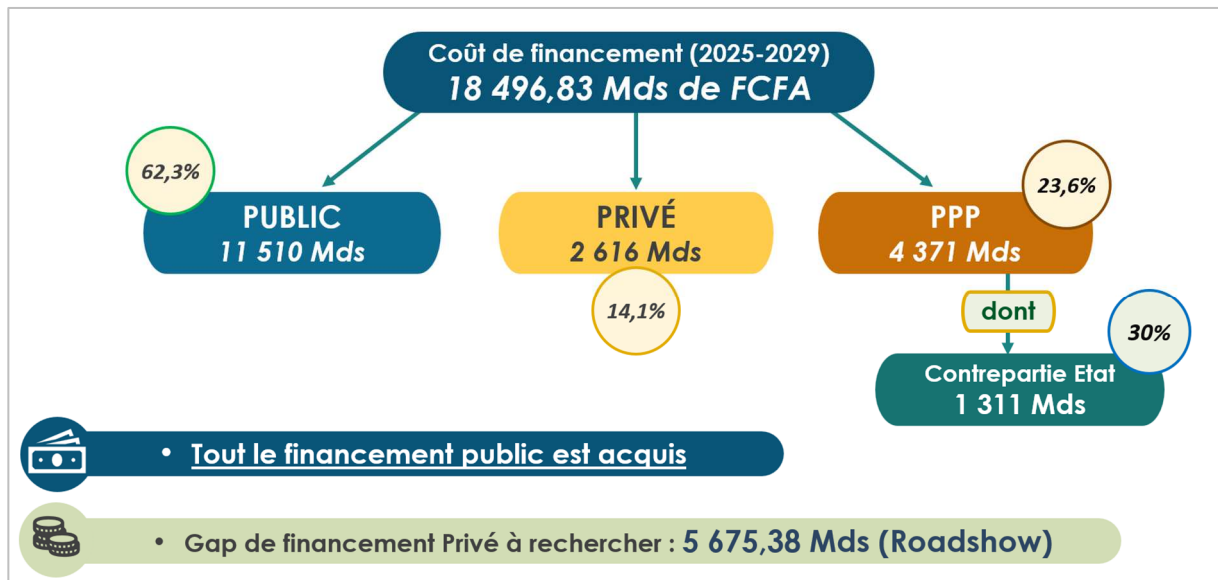 Coût de financement (2025-2029)
18 496,83 Mds de FCFA
62,3%
PUBLIC
11 510 Mds
PRIVÉ
2 616 Mds
14,1%
23,6%
PPP
4 371 Mds
dont
30%
Contrepartie Etat
1 311 Mds
• Tout le financement public est acquis
• Gap de financement Privé à rechercher : 5 675,38 Mds (Roadshow)